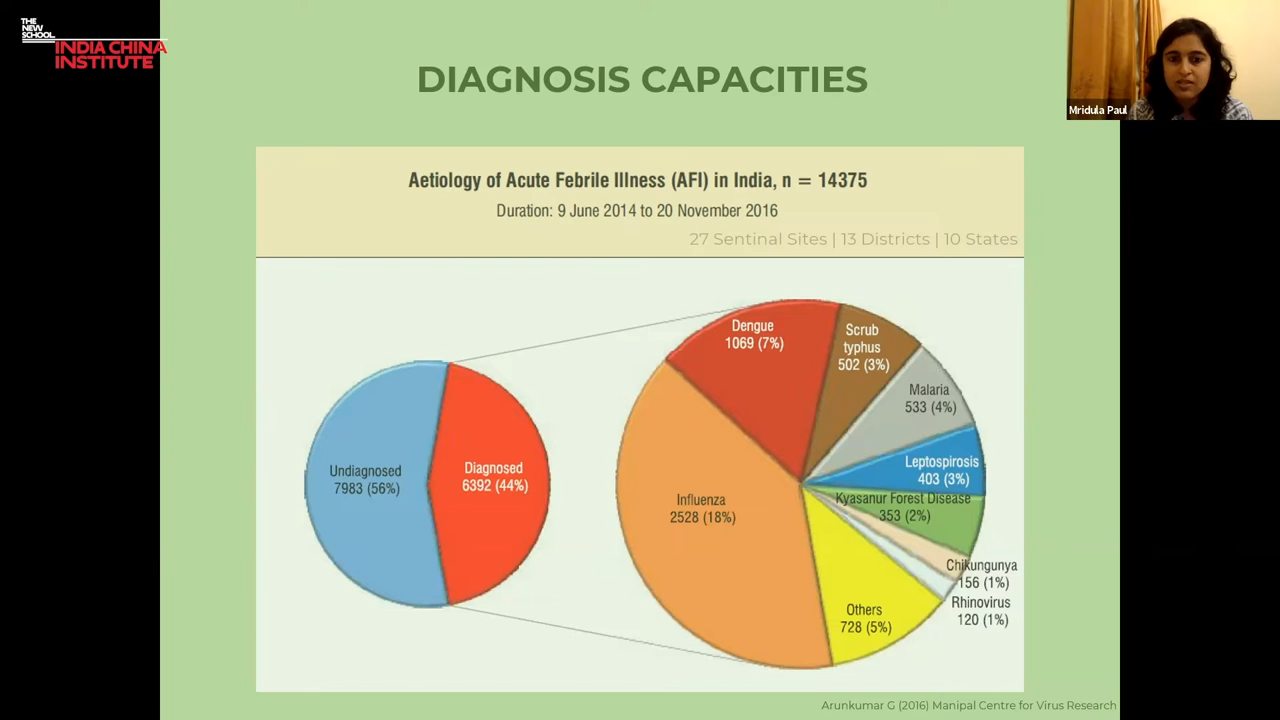 THE
NEW
SCHOOL
INDIA CHINA
INSTITUTE
DIAGNOSIS CAPACITIES
Mridula Paul
Aetiology of Acute Febrile Illness (AFI) in India, n = 14375
Duration: 9 June 2014 to 20 November 2016
27 Sentinal Sites | 13 Districts | 10 States
Undiagnosed
7983 (56%)
Diagnosed
6392 (44%)
Dengue
1069 (7%)
Scrub
typhus
502 (3%)
Malaria
533 (4%)
Leptospirosis
403 (3%)
Kyasanur Forest Disease
353 (2%)
Chikungunya
156 (1%)
Rhinovirus
120 (1%)
Others
728 (5%)
Influenza
2528 (18%)
Arunkumar G (2016) Manipal Centre for Virus Research